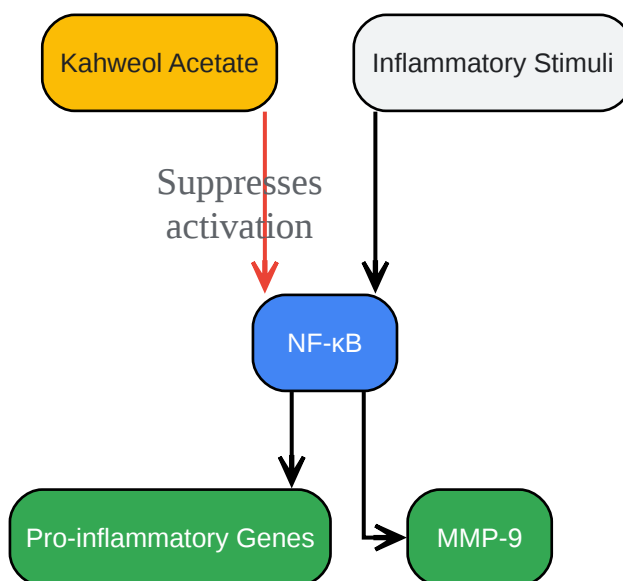 Kahweol Acetate
Inflammatory Stimuli
Suppresses
activation
NF-κB
Pro-inflammatory Genes
MMP-9